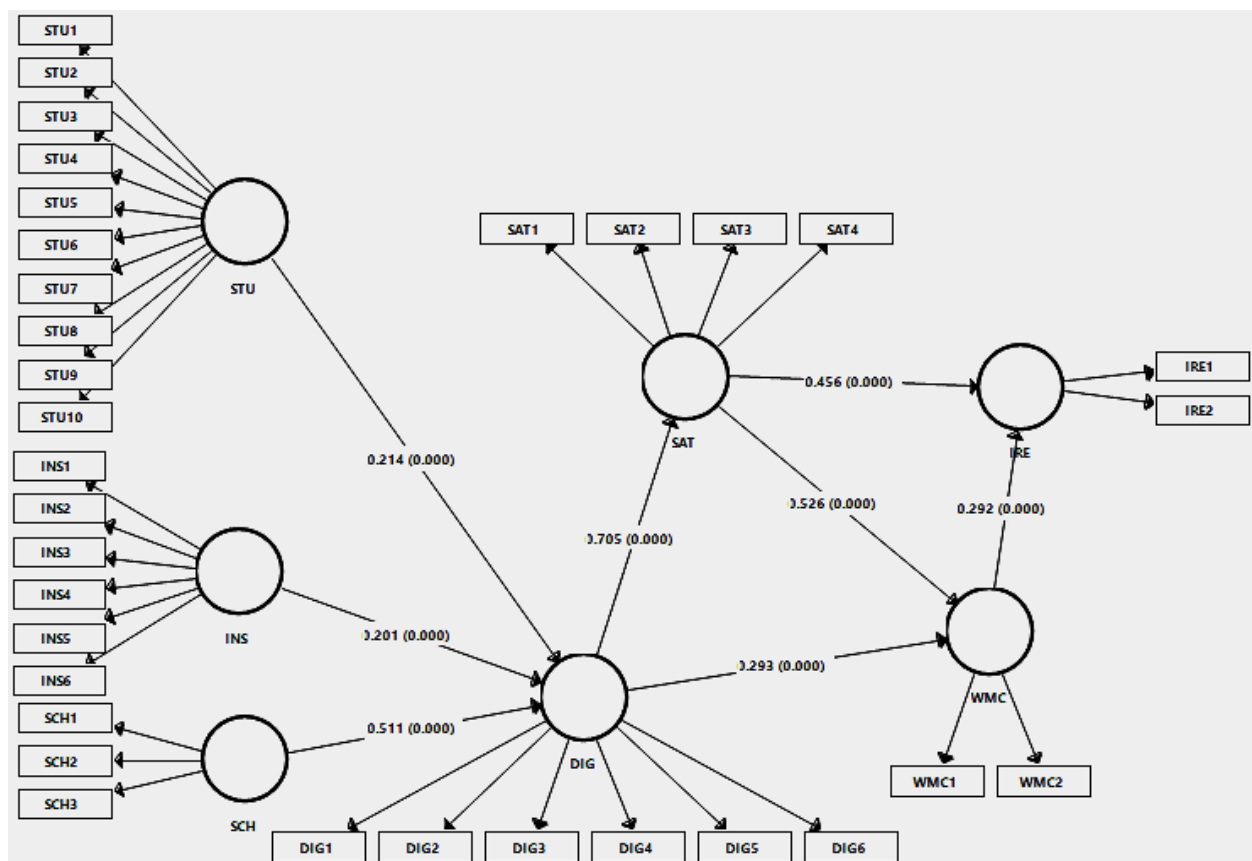 STU1
STU2
STU3
STU4
STU5
STU6
STU7
STU8
STU9
STU10
STU
INS1
INS2
INS3
INS4
INS5
INS6
INS
SCH1
SCH2
SCH3
SCH
0.214 (0.000)
0.201 (0.000)
0.511 (0.000)
DIG
DIG1
DIG2
DIG3
DIG4
DIG5
DIG6
0.705 (0.000)
0.293 (0.000)
SAT1
SAT2
SAT3
SAT4
SAT
0.456 (0.000)
0.526 (0.000)
0.292 (0.000)
IRE
IRE1
IRE2
WMC
WMC1
WMC2